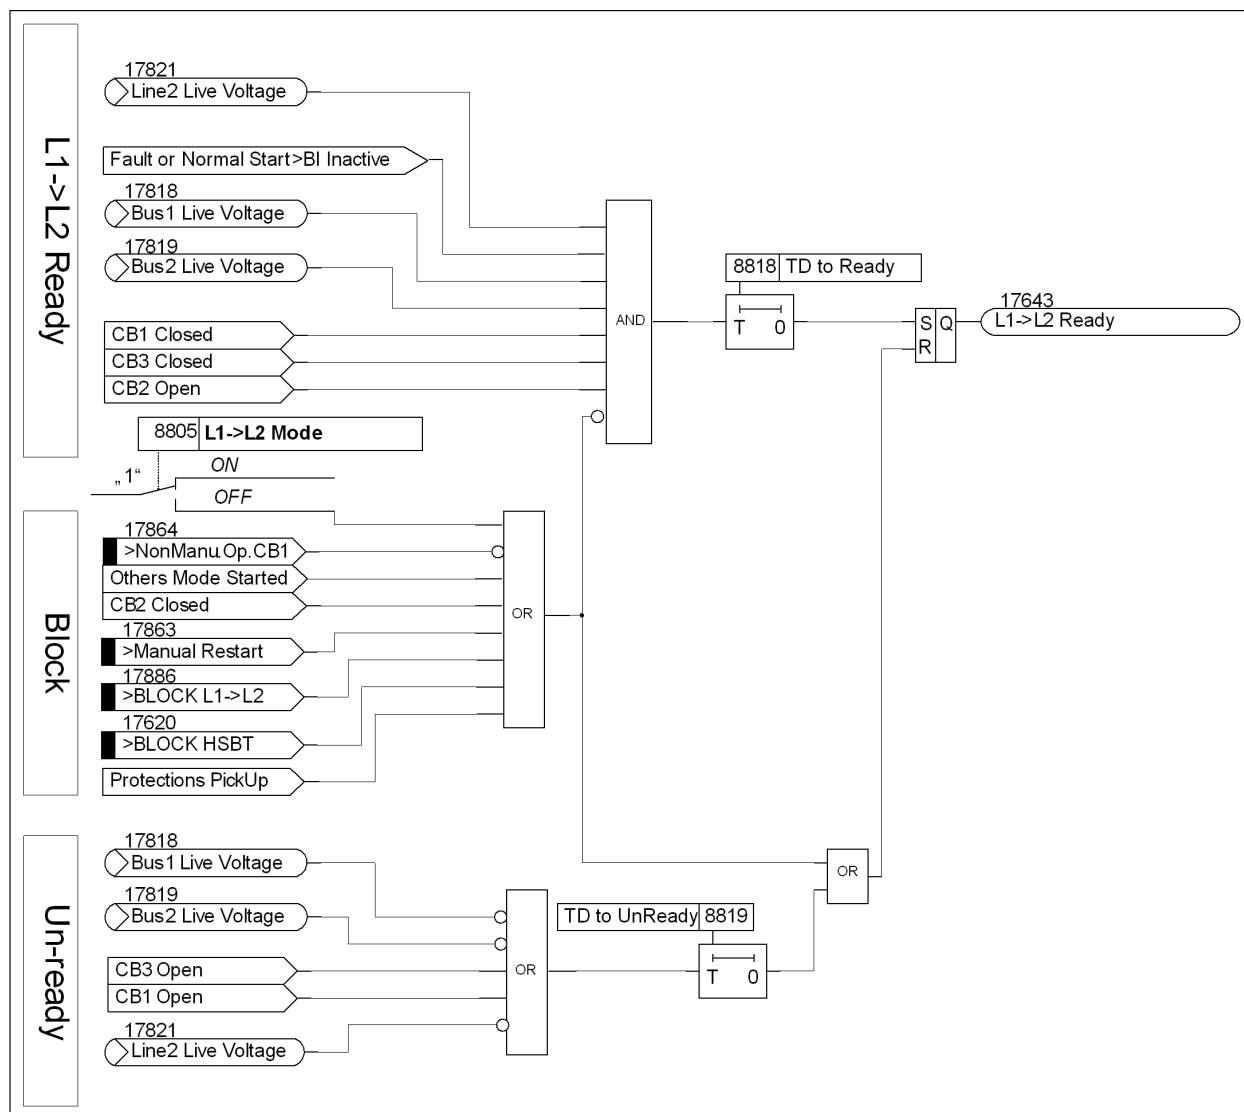 L1->L2 Ready
17821
Line2 Live Voltage
Fault or Normal Start>BI Inactive
17818
Bus1 Live Voltage
17819
Bus2 Live Voltage
CB1 Closed
CB3 Closed
CB2 Open
AND
8818 TD to Ready
T 0
S Q
R
17643
L1->L2 Ready
8805 L1->L2 Mode
„1“
ON
OFF
Block
17864
>NonManu.Op.CB1
Others Mode Started
CB2 Closed
17863
>Manual Restart
17886
>BLOCK L1->L2
17620
>BLOCK HSBT
Protections PickUp
OR
Un-ready
17818
Bus1 Live Voltage
17819
Bus2 Live Voltage
CB3 Open
CB1 Open
17821
Line2 Live Voltage
OR
TD to UnReady 8819
T 0
OR